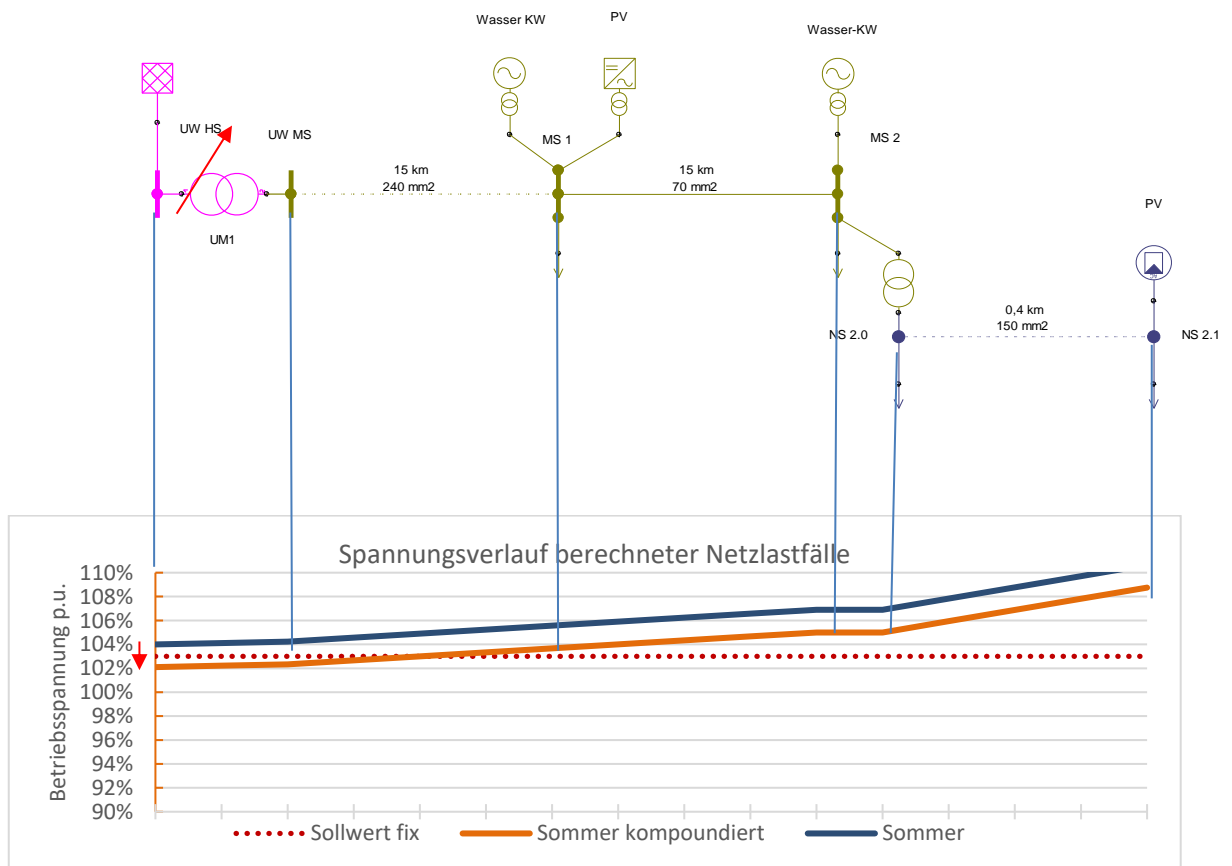 Wasser KW
PV
Wasser-KW
UW HS
UW MS
MS 1
MS 2
15 km
240 mm2
15 km
70 mm2
UM1
PV
0,4 km
150 mm2
NS 2.0
NS 2.1
Spannungsverlauf berechneter Netzlastfälle
Betriebsspannung p.u.
110%
108%
106%
104%
102%
100%
98%
96%
94%
92%
90%
Sollwert fix
Sommer kompoundiert
Sommer